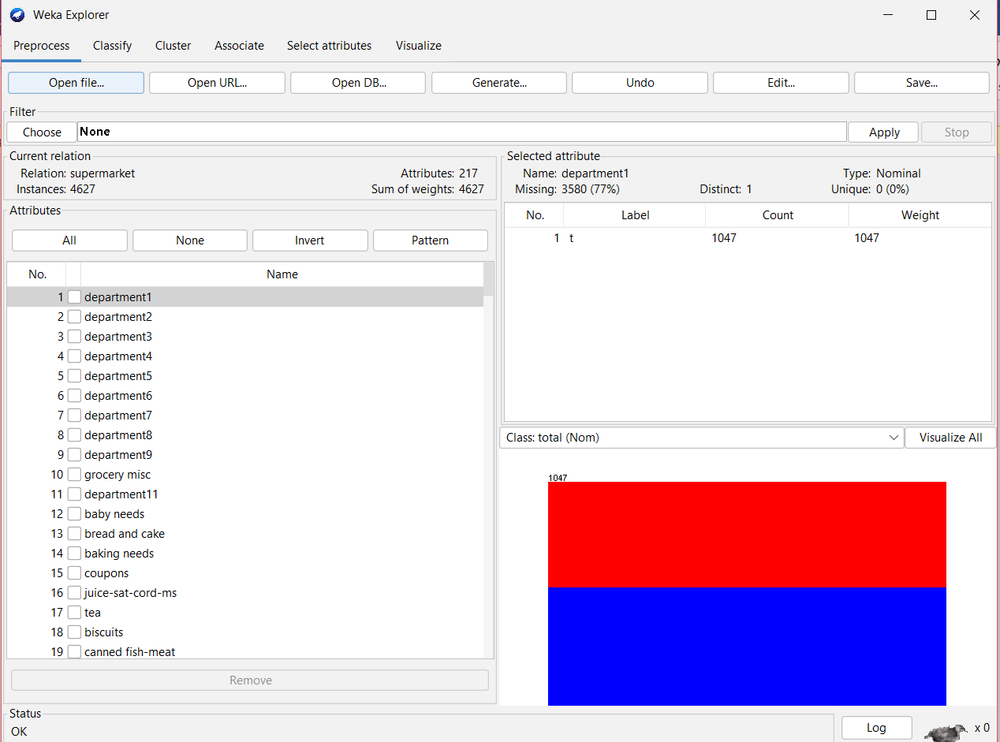 Weka Explorer
Preprocess Classify Cluster Associate Select attributes Visualize
Open file... Open URL... Open DB... Generate... Undo Edit... Save...
Filter
Choose None Apply Stop
Current relation
Relation: supermarket Attributes: 217
Instances: 4627 Sum of weights: 4627
Attributes
All None Invert Pattern
No. Name
1 department1
2 department2
3 department3
4 department4
5 department5
6 department6
7 department7
8 department8
9 department9
10 grocery misc
11 department11
12 baby needs
13 bread and cake
14 baking needs
15 coupons
16 juice-sat-cord-ms
17 tea
18 biscuits
19 canned fish-meat
Remove
Selected attribute
Name: department1 Type: Nominal
Missing: 3580 (77%) Distinct: 1 Unique: 0 (0%)
No. Label Count Weight
1 t 1047 1047
Class: total (Nom) Visualize All
1047
Status
OK
Log x 0